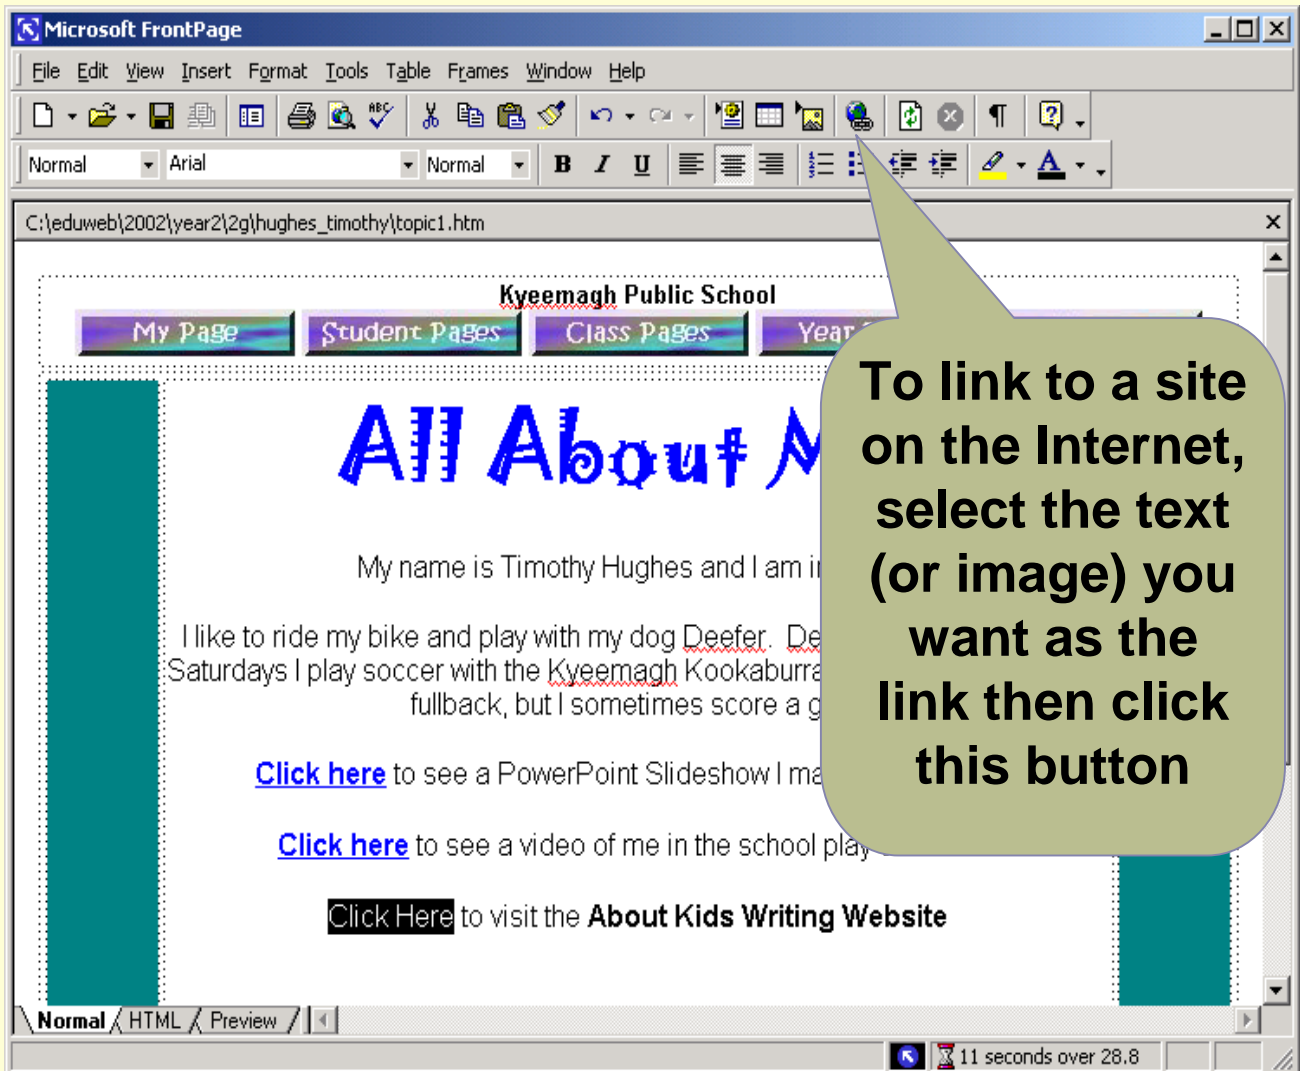 Microsoft FrontPage
File Edit View Insert Format Tools Table Frames Window Help
ABC
Normal Arial Normal B I U A
C:\eduweb\2002\year2\2g\hughes_timothy\topic1.htm
Kyeemagh Public School
My Page Student Pages Class Pages Year
All About M
My name is Timothy Hughes and I am in
I like to ride my bike and play with my dog Deefer. De
Saturdays I play soccer with the Kyeemagh Kookaburra
fullback, but I sometimes score a g
Click here to see a PowerPoint Slideshow I ma
Click here to see a video of me in the school play
Click Here to visit the About Kids Writing Website
To link to a site
on the Internet,
select the text
(or image) you
want as the
link then click
this button
Normal HTML Preview
11 seconds over 28.8